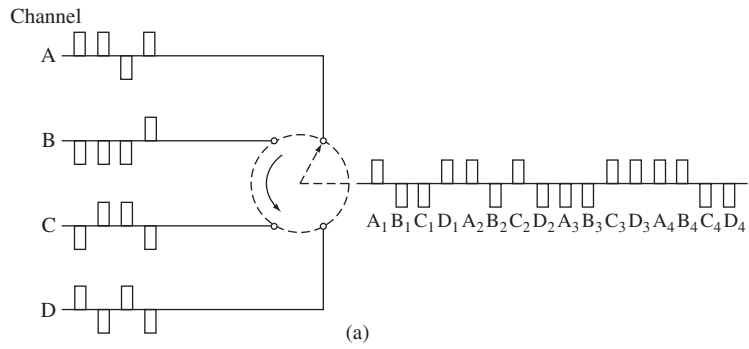 Channel
A
B
C
D
A₁ B₁ C₁ D₁ A₂ B₂ C₂ D₂ A₃ B₃ C₃ D₃ A₄ B₄ C₄ D₄
(a)